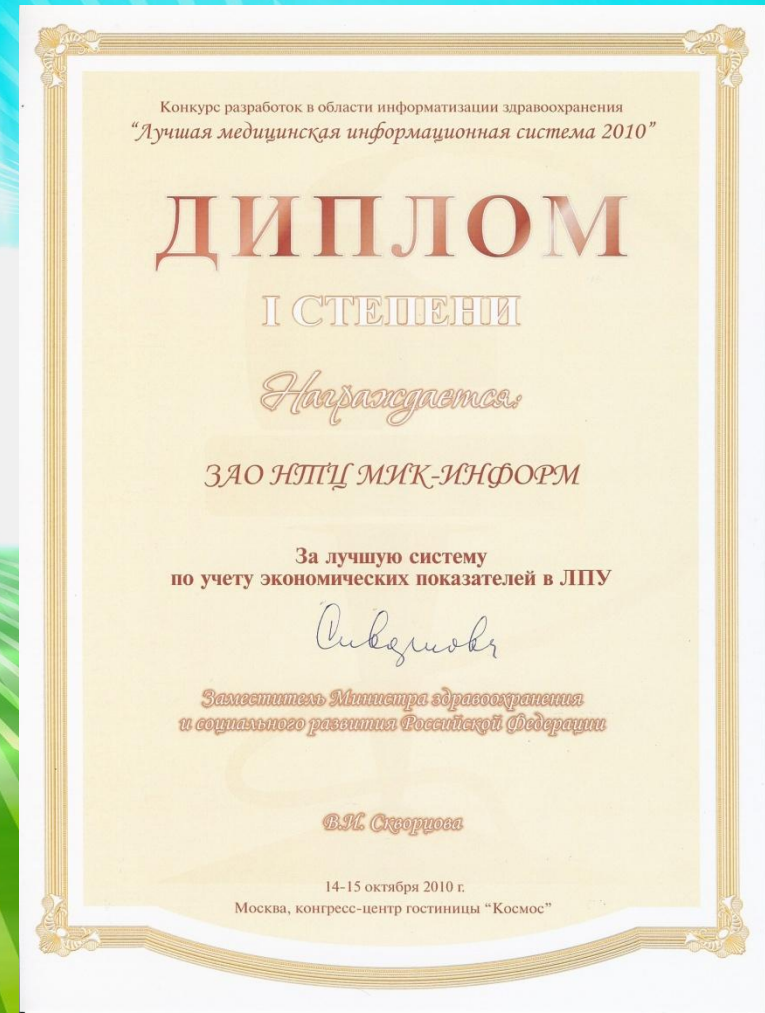 Конкурс разработок в области информатизации здравоохранения
“Лучшая медицинская информационная система 2010”
ДИПЛОМ
I СТЕПЕНИ
Награждается:
ЗАО НТЦ МИК-ИНФОРМ
За лучшую систему
по учету экономических показателей в ЛПУ
Заместитель Министра здравоохранения
и социального развития Российской Федерации
В.И. Скворцова
14-15 октября 2010 г.
Москва, конгресс-центр гостиницы “Космос”